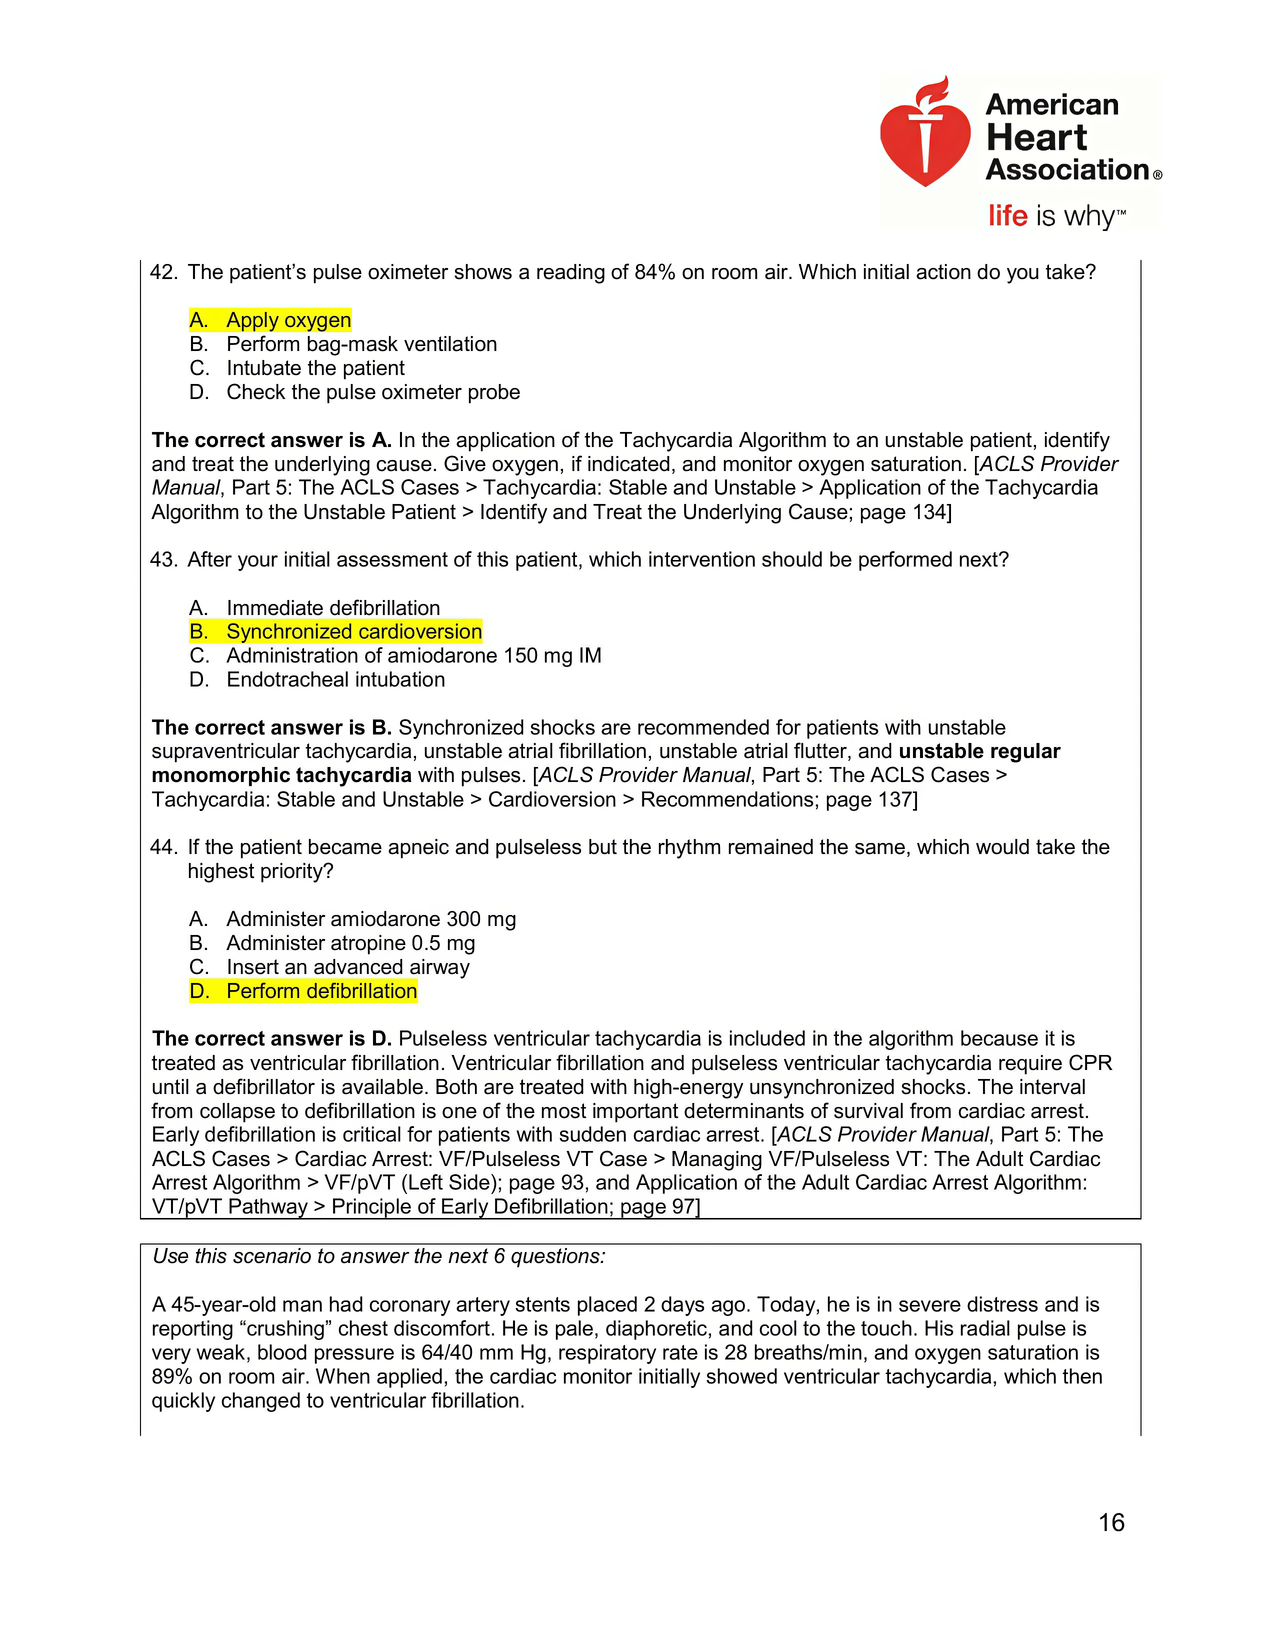 American
Heart
Association®
life is why™
42. The patient’s pulse oximeter shows a reading of 84% on room air. Which initial action do you take?
A. Apply oxygen
B. Perform bag-mask ventilation
C. Intubate the patient
D. Check the pulse oximeter probe
The correct answer is A. In the application of the Tachycardia Algorithm to an unstable patient, identify
and treat the underlying cause. Give oxygen, if indicated, and monitor oxygen saturation. [ACLS Provider
Manual, Part 5: The ACLS Cases > Tachycardia: Stable and Unstable > Application of the Tachycardia
Algorithm to the Unstable Patient > Identify and Treat the Underlying Cause; page 134]
43. After your initial assessment of this patient, which intervention should be performed next?
A. Immediate defibrillation
B. Synchronized cardioversion
C. Administration of amiodarone 150 mg IM
D. Endotracheal intubation
The correct answer is B. Synchronized shocks are recommended for patients with unstable
supraventricular tachycardia, unstable atrial fibrillation, unstable atrial flutter, and unstable regular
monomorphic tachycardia with pulses. [ACLS Provider Manual, Part 5: The ACLS Cases >
Tachycardia: Stable and Unstable > Cardioversion > Recommendations; page 137]
44. If the patient became apneic and pulseless but the rhythm remained the same, which would take the
highest priority?
A. Administer amiodarone 300 mg
B. Administer atropine 0.5 mg
C. Insert an advanced airway
D. Perform defibrillation
The correct answer is D. Pulseless ventricular tachycardia is included in the algorithm because it is
treated as ventricular fibrillation. Ventricular fibrillation and pulseless ventricular tachycardia require CPR
until a defibrillator is available. Both are treated with high-energy unsynchronized shocks. The interval
from collapse to defibrillation is one of the most important determinants of survival from cardiac arrest.
Early defibrillation is critical for patients with sudden cardiac arrest. [ACLS Provider Manual, Part 5: The
ACLS Cases > Cardiac Arrest: VF/Pulseless VT Case > Managing VF/Pulseless VT: The Adult Cardiac
Arrest Algorithm > VF/pVT (Left Side); page 93, and Application of the Adult Cardiac Arrest Algorithm:
VT/pVT Pathway > Principle of Early Defibrillation; page 97]
Use this scenario to answer the next 6 questions:
A 45-year-old man had coronary artery stents placed 2 days ago. Today, he is in severe distress and is
reporting “crushing” chest discomfort. He is pale, diaphoretic, and cool to the touch. His radial pulse is
very weak, blood pressure is 64/40 mm Hg, respiratory rate is 28 breaths/min, and oxygen saturation is
89% on room air. When applied, the cardiac monitor initially showed ventricular tachycardia, which then
quickly changed to ventricular fibrillation.
16